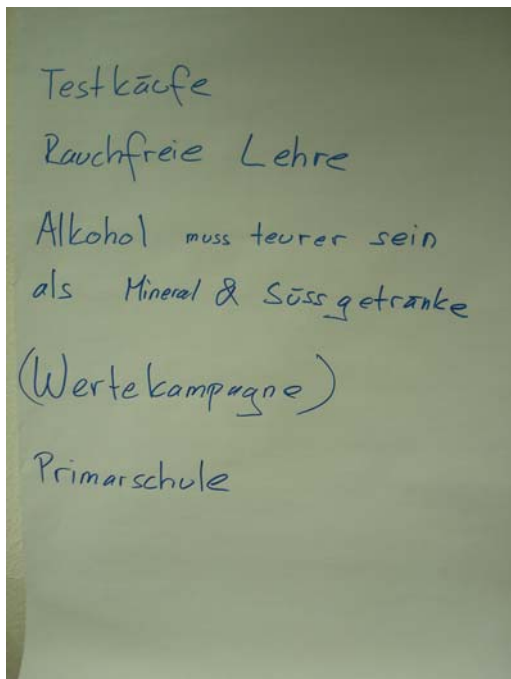 Testkäufe
Rauchfreie Lehre
Alkohol muss teurer sein
als Mineral & Süssgetränke
(Wertekampagne)
Primarschule